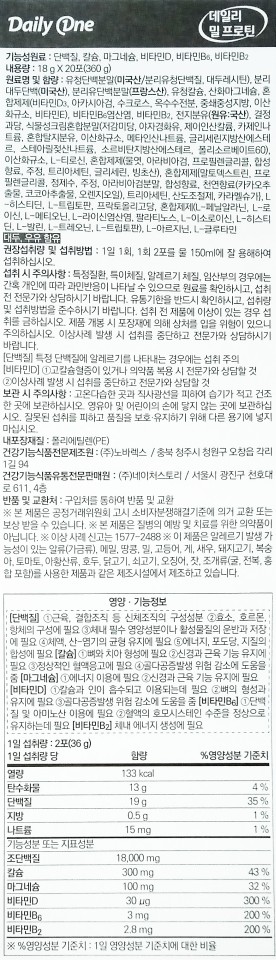 Daily One
데일리
밀 프로틴
기능성원료 : 단백질, 칼슘, 마그네슘, 비타민D, 비타민B₆, 비타민B₂
내용량 : 18 g X 20포(360 g)
원료명 및 함량 : 유청단백분말(미국산/분리유청단백질, 대두레시틴), 분리
대두단백(미국산), 분리유단백분말(프랑스산), 유청칼슘, 산화마그네슘, 혼
합제제(비타민D₃, 아카시아검, 수크로스, 옥수수전분, 중쇄중성지방, 이산
화규소, 비타민E), 비타민B₆염산염, 비타민B₂, 전지분유(원유:국산), 결정
과당, 식물성크림혼합분말(저감미당, 야자경화유, 제이인산칼륨, 카제인나
트륨, 혼합탈지분유, 이산화규소, 메타인산나트륨, 글리세린지방산에스테
르, 스테아릴젖산나트륨, 소르비탄지방산에스테르, 폴리소르베이트60),
이산화규소, L-티로신, 혼합제제(물엿, 아라비아검, 프로필렌글리콜, 합성
향료, 주정, 트리아세틴, 글리세린, 빙초산), 혼합제제(말토덱스트린, 프로
필렌글리콜, 정제수, 주정, 아라비아검분말, 합성향료, 천연향료(카카오추
출물, 코코아추출물, 오렌지오일), 트리아세틴, 산도조절제, 카라멜슈가), L
-히스티딘, L-트립토판, 프락토올리고당, 혼합제제(L-페닐알라닌, L-로
이신, L-메티오닌, L-라이신염산염, 팔라티노스, L-이소로이신, L-히스티
딘, L-발린, L-트레오닌, L-트립토판), L-아르지닌, L-글루타민
대두, 우유 함유
권장섭취량 및 섭취방법 : 1일 1회, 1회 2포를 물 150ml에 잘 용해하여
섭취하십시오.
섭취 시 주의사항 : 특정질환, 특이체질, 알레르기 체질, 임산부의 경우에는
간혹 개인에 따라 과민반응이 나타날 수 있으므로 원료를 확인하시고, 섭취
전 전문가와 상담하시기 바랍니다. 유통기한을 반드시 확인하시고, 섭취량
및 섭취방법을 준수하시기 바랍니다. 섭취 전 제품에 이상이 있는 경우 섭
취를 금하십시오. 제품 개봉 시 포장재에 의해 상처를 입을 위험이 있으니
주의하십시오. 이상사례 발생 시 섭취를 중단하고 전문가와 상담하시기
바랍니다.
[단백질] 특정 단백질에 알레르기를 나타내는 경우에는 섭취 주의
[비타민D] ①고칼슘혈증이 있거나 의약품 복용 시 전문가와 상담할 것
②이상사례 발생 시 섭취를 중단하고 전문가와 상담할 것
보관 시 주의사항 : 고온다습한 곳과 직사광선을 피하여 습기가 적고 건조
한 곳에 보관하십시오. 영유아 및 어린이의 손에 닿지 않는 곳에 보관하십
시오. 잘못된 섭취를 피하고 품질을 보호·유지하기 위해 다른 용기에 넣지
마십시오.
내포장재질 : 폴리에틸렌(PE)
건강기능식품전문제조원 : (주)노바렉스 / 충북 청주시 청원구 오창읍 각리
1길 94
건강기능식품유통전문판매원 : (주)네이처스토리 / 서울시 광진구 천호대
로 611, 4층
반품 및 교환처 : 구입처를 통하여 반품 및 교환
※ 본 제품은 공정거래위원회 고시 소비자분쟁해결기준에 의거 교환 또는
보상 받을 수 있습니다. ※ 본 제품은 질병의 예방 및 치료를 위한 의약품이
아닙니다. ※ 이상 사례 신고는 1577-2488 ※ 이 제품은 알레르기 발생 가
능성이 있는 알류(가금류), 메밀, 땅콩, 밀, 고등어, 게, 새우, 돼지고기, 복숭
아, 토마토, 아황산류, 호두, 닭고기, 쇠고기, 오징어, 잣, 조개류(굴, 전복, 홍
합 포함)를 사용한 제품과 같은 제조시설에서 제조하고 있습니다.
영양 · 기능정보
[단백질] ①근육, 결합조직 등 신체조직의 구성성분 ②효소, 호르몬,
항체의 구성에 필요 ③체내 필수 영양성분이나 활성물질의 운반과 저장
에 필요 ④체액, 산-염기의 균형 유지에 필요 ⑤에너지, 포도당, 지질의
합성에 필요 [칼슘] ①뼈와 치아 형성에 필요 ②신경과 근육 기능 유지에
필요 ③정상적인 혈액응고에 필요 ④골다공증발생 위험 감소에 도움을
줌 [마그네슘] ①에너지 이용에 필요 ②신경과 근육 기능 유지에 필요
[비타민D] ①칼슘과 인이 흡수되고 이용되는데 필요 ②뼈의 형성과
유지에 필요 ③골다공증발생 위험 감소에 도움을 줌 [비타민B₆] ①단백
질 및 아미노산 이용에 필요 ②혈액의 호모시스테인 수준을 정상으로
유지하는데 필요 [비타민B₂] 체내 에너지 생성에 필요
1일 섭취량 : 2포(36 g)
1일 섭취량 당 함량 %영양성분 기준치
열량 133 kcal
탄수화물 13 g 4 %
단백질 19 g 35 %
지방 0.5 g 1 %
나트륨 15 mg 1 %
기능성분 또는 지표성분
조단백질 18,000 mg
칼슘 300 mg 43 %
마그네슘 100 mg 32 %
비타민D 30 ㎍ 300 %
비타민B₆ 3 mg 200 %
비타민B₂ 2.8 mg 200 %
※ %영양성분 기준치 : 1일 영양성분기준치에 대한 비율